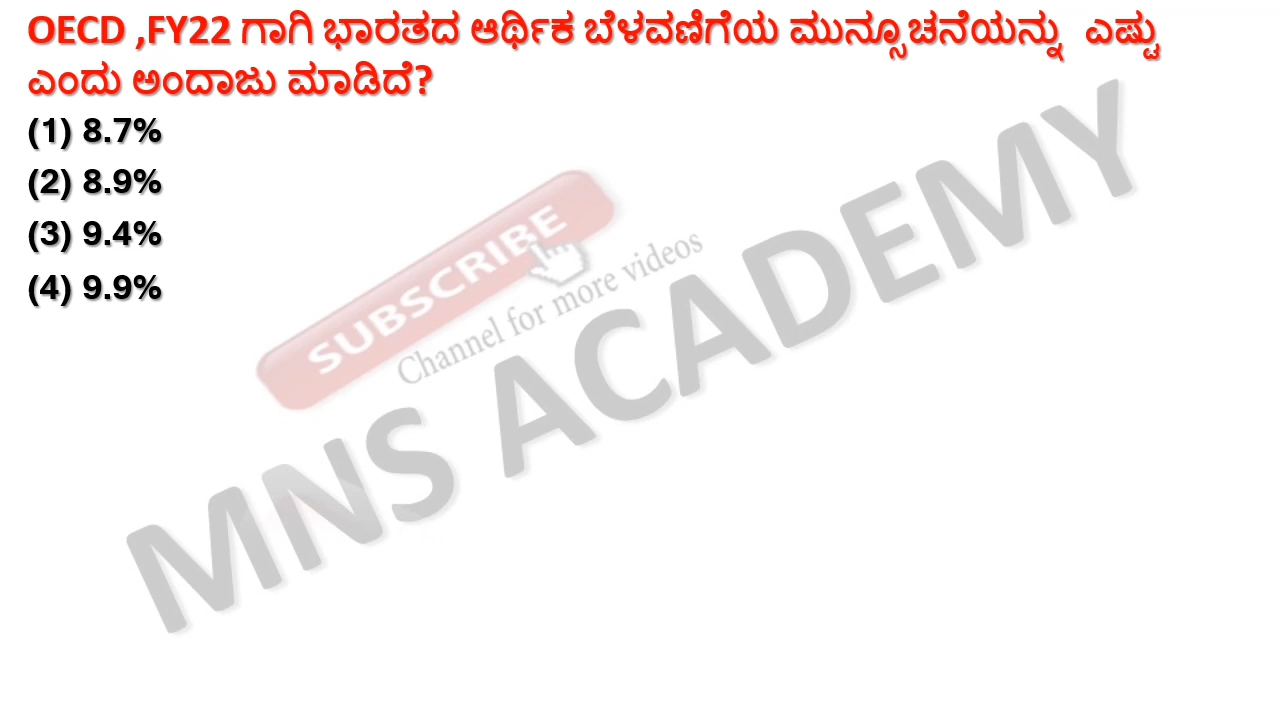 OECD ,FY22 ಗಾಗಿ ಭಾರತದ ಆರ್ಥಿಕ ಬೆಳವಣಿಗೆಯ ಮುನ್ಸೂಚನೆಯನ್ನು ಎಷ್ಟು
ಎಂದು ಅಂದಾಜು ಮಾಡಿದೆ?
(1) 8.7%
(2) 8.9%
(3) 9.4%
(4) 9.9%
SUBSCRIBE
Channel for more videos
MNS ACADEMY